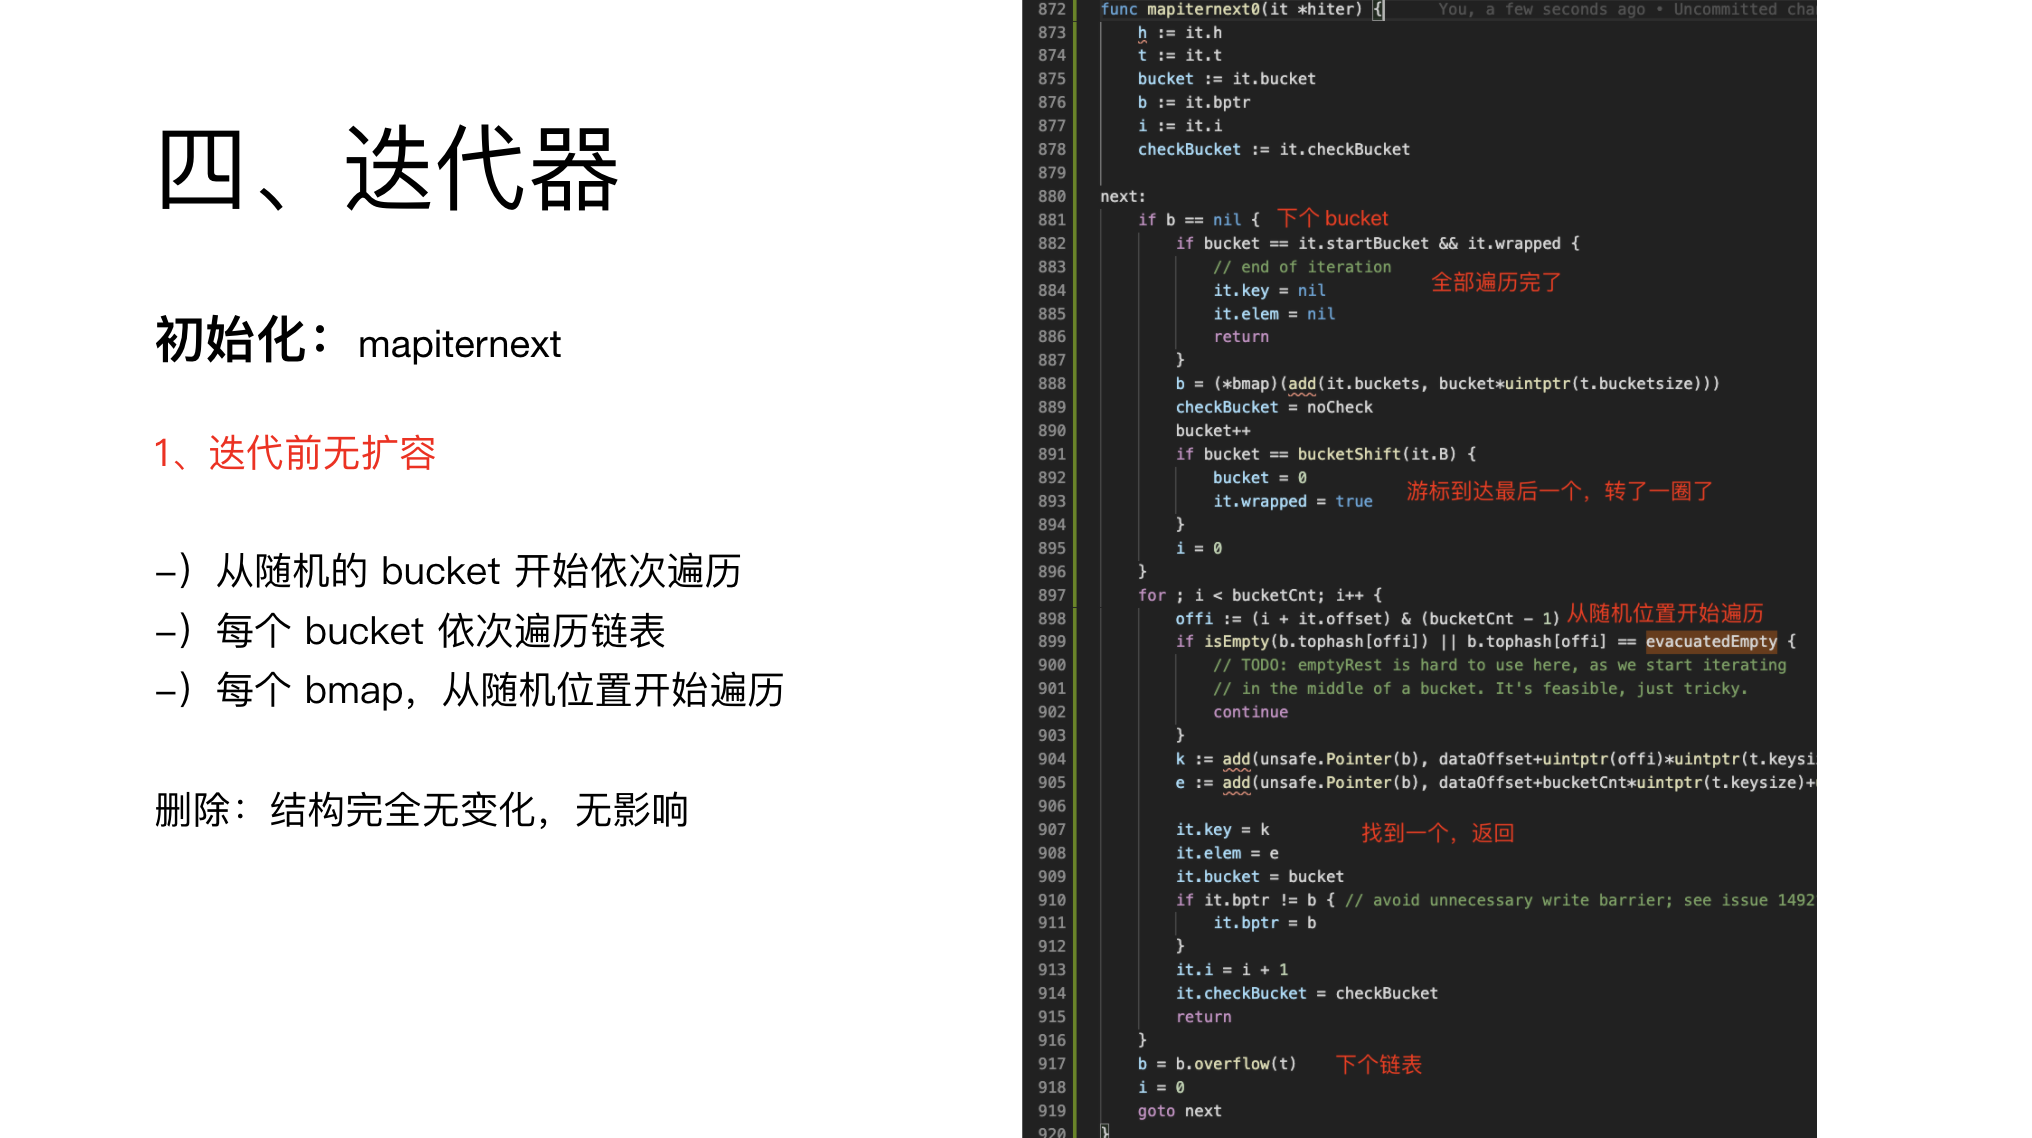 四、迭代器
初始化：mapiternext
1、迭代前无扩容
-）从随机的 bucket 开始依次遍历
-）每个 bucket 依次遍历链表
-）每个 bmap，从随机位置开始遍历
删除：结构完全无变化，无影响
872 func mapiternext0(it *hiter) { You, a few seconds ago • Uncommitted cha
873 h := it.h
874 t := it.t
875 bucket := it.bucket
876 b := it.bptr
877 i := it.i
878 checkBucket := it.checkBucket
879
880 next:
881 if b == nil { 下个 bucket
882 if bucket == it.startBucket && it.wrapped {
883 // end of iteration
全部遍历完了
884 it.key = nil
885 it.elem = nil
886 return
887 }
888 b = (*bmap)(add(it.buckets, bucket*uintptr(t.bucketsize)))
889 checkBucket = noCheck
890 bucket++
891 if bucket == bucketShift(it.B) {
892 bucket = 0
893 it.wrapped = true 游标到达最后一个，转了一圈了
894 }
895 i = 0
896 }
897 for ; i < bucketCnt; i++ {
898 offi := (i + it.offset) & (bucketCnt - 1) 从随机位置开始遍历
899 if isEmpty(b.tophash[offi]) || b.tophash[offi] == evacuatedEmpty {
900 // TODO: emptyRest is hard to use here, as we start iterating
901 // in the middle of a bucket. It's feasible, just tricky.
902 continue
903 }
904 k := add(unsafe.Pointer(b), dataOffset+uintptr(offi)*uintptr(t.keysi
905 e := add(unsafe.Pointer(b), dataOffset+bucketCnt*uintptr(t.keysize)+
906
907 it.key = k 找到一个，返回
908 it.elem = e
909 it.bucket = bucket
910 if it.bptr != b { // avoid unnecessary write barrier; see issue 1492
911 it.bptr = b
912 }
913 it.i = i + 1
914 it.checkBucket = checkBucket
915 return
916 }
917 b = b.overflow(t) 下个链表
918 i = 0
919 goto next
920 }